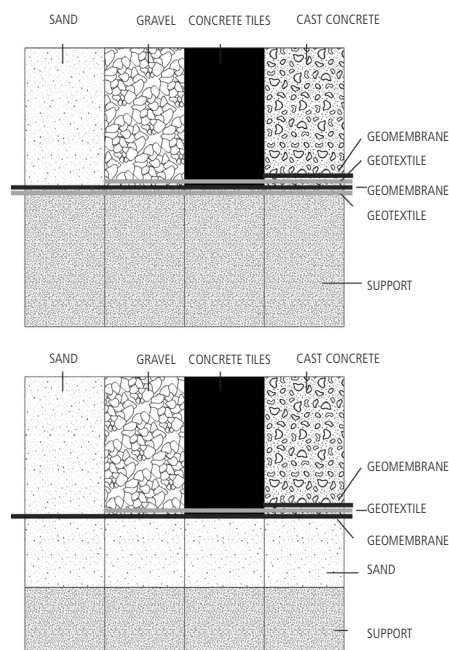 SAND GRAVEL CONCRETE TILES CAST CONCRETE
GEOMEMBRANE
GEOTEXTILE
GEOMEMBRANE
GEOTEXTILE
SUPPORT
SAND GRAVEL CONCRETE TILES CAST CONCRETE
GEOMEMBRANE
GEOTEXTILE
GEOMEMBRANE
SAND
SUPPORT